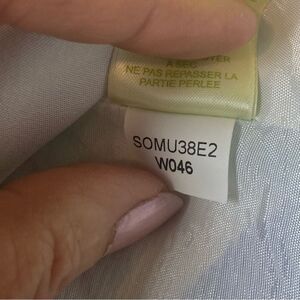 A SEC
NE PAS REPASSER LA
PARTIE PERLEE
SOMU38E2
W046